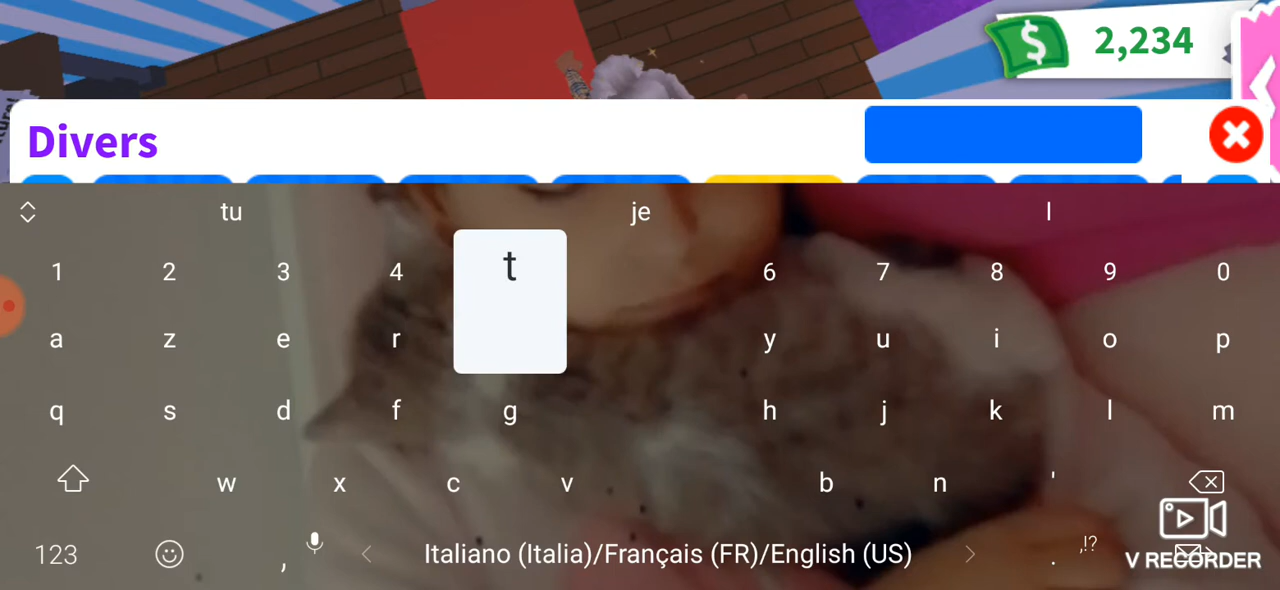 $ 2,234
Divers
tu je l
1 2 3 4 6 7 8 9 0
t
a z e r y u i o p
q s d f g h j k l m
w x c v b n '
123 , Italiano (Italia)/Français (FR)/English (US) . ,!?
V RECORDER